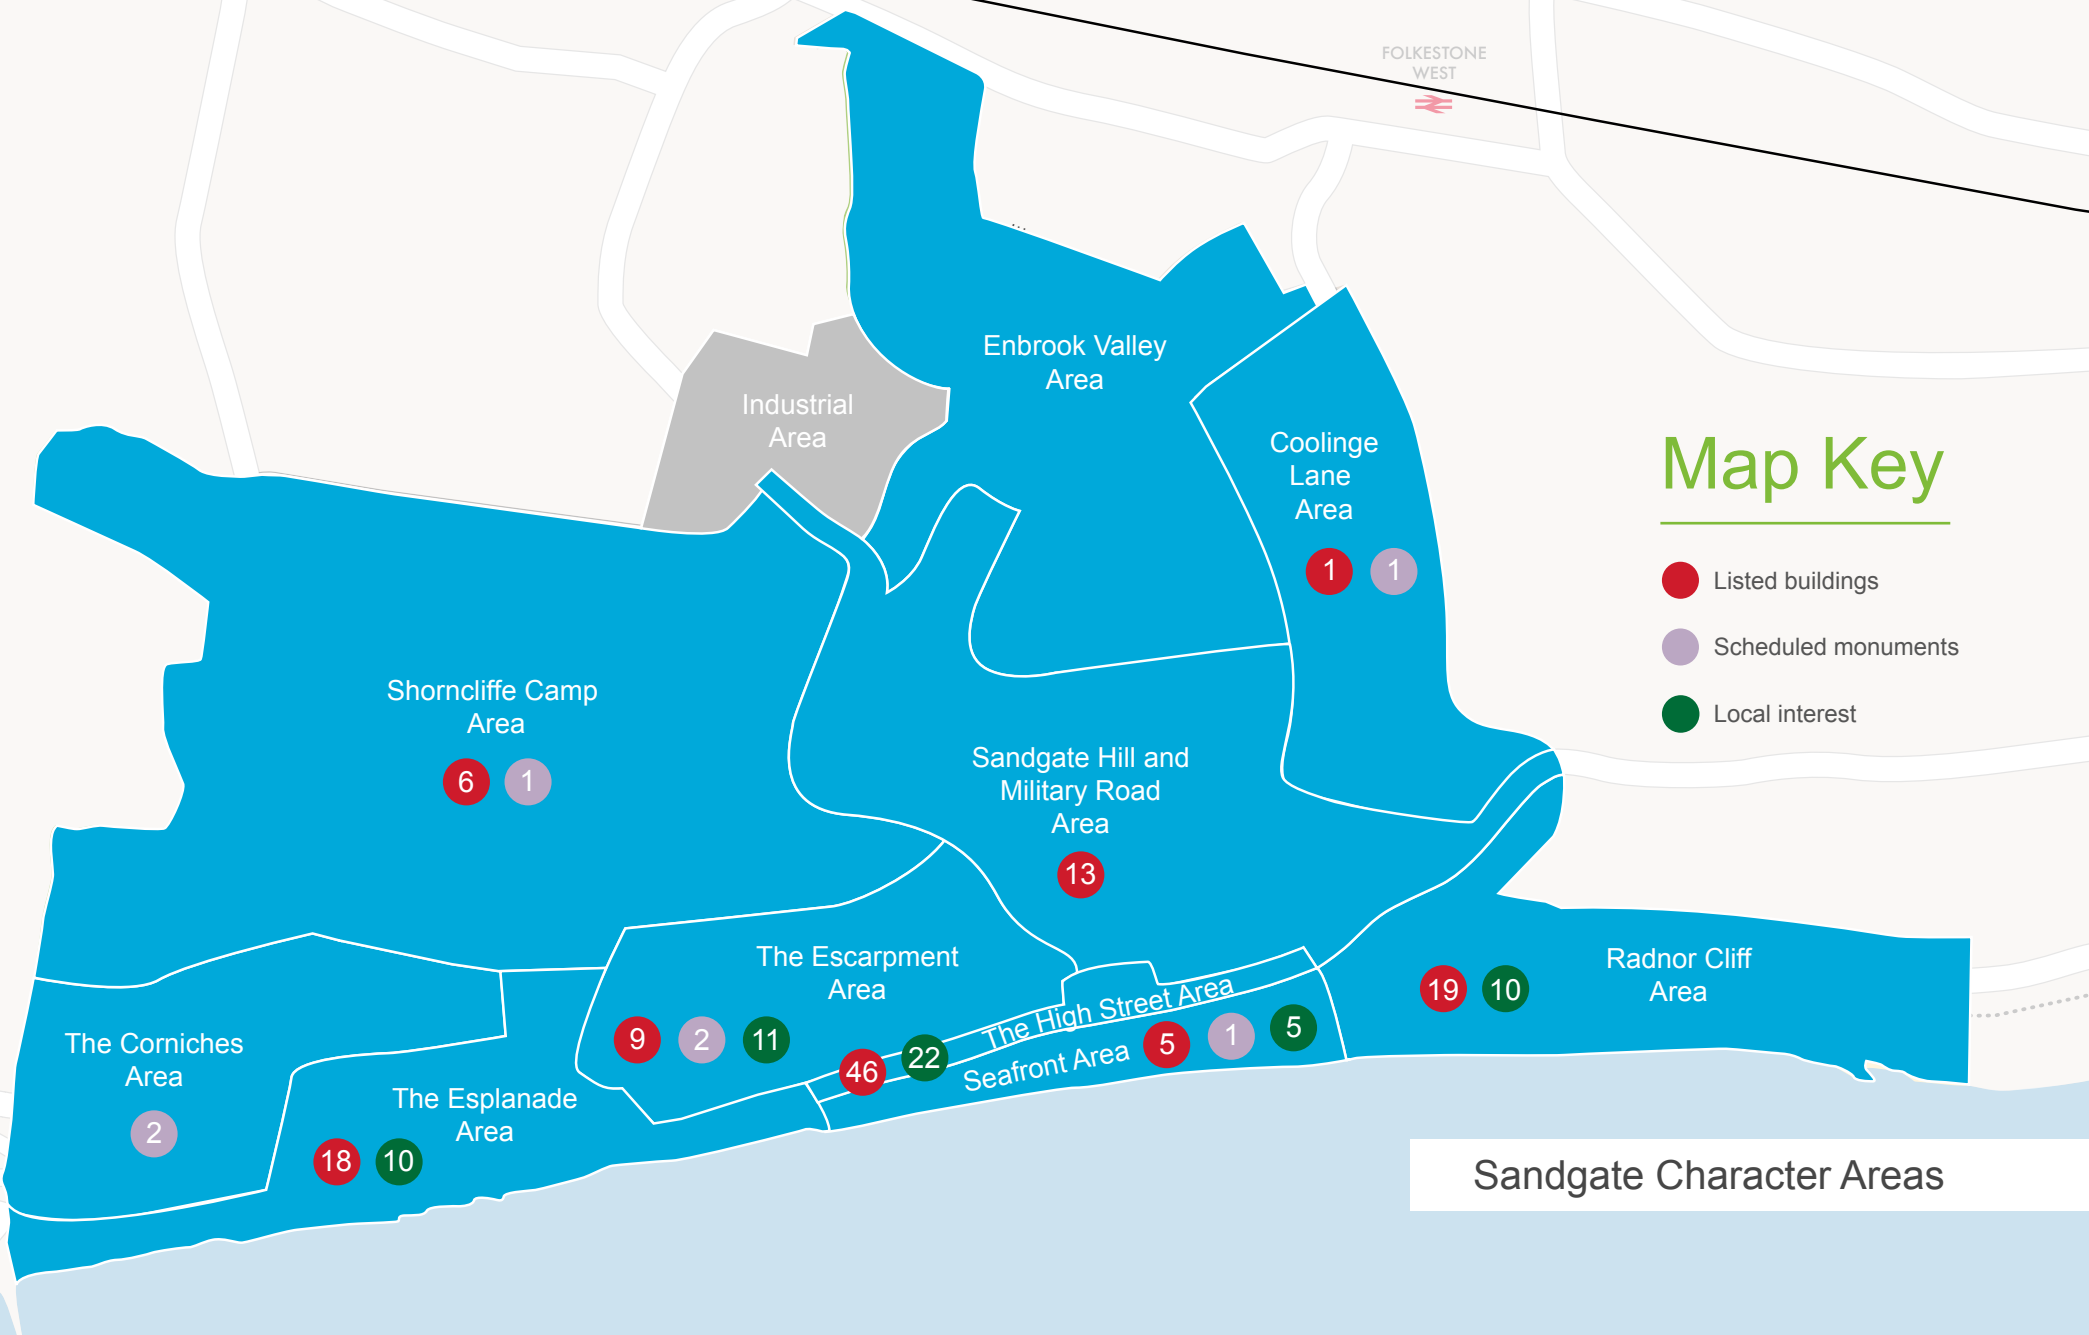 FOLKESTONE
WEST
Enbrook Valley
Area
Industrial
Area
Coolinge
Lane
Area
1
1
Map Key
Listed buildings
Scheduled monuments
Local interest
Shorncliffe Camp
Area
6
1
Sandgate Hill and
Military Road
Area
13
The Escarpment
Area
9
2
11
The High Street Area
46
22
Seafront Area
5
1
5
Radnor Cliff
Area
19
10
The Corniches
Area
2
The Esplanade
Area
18
10
Sandgate Character Areas